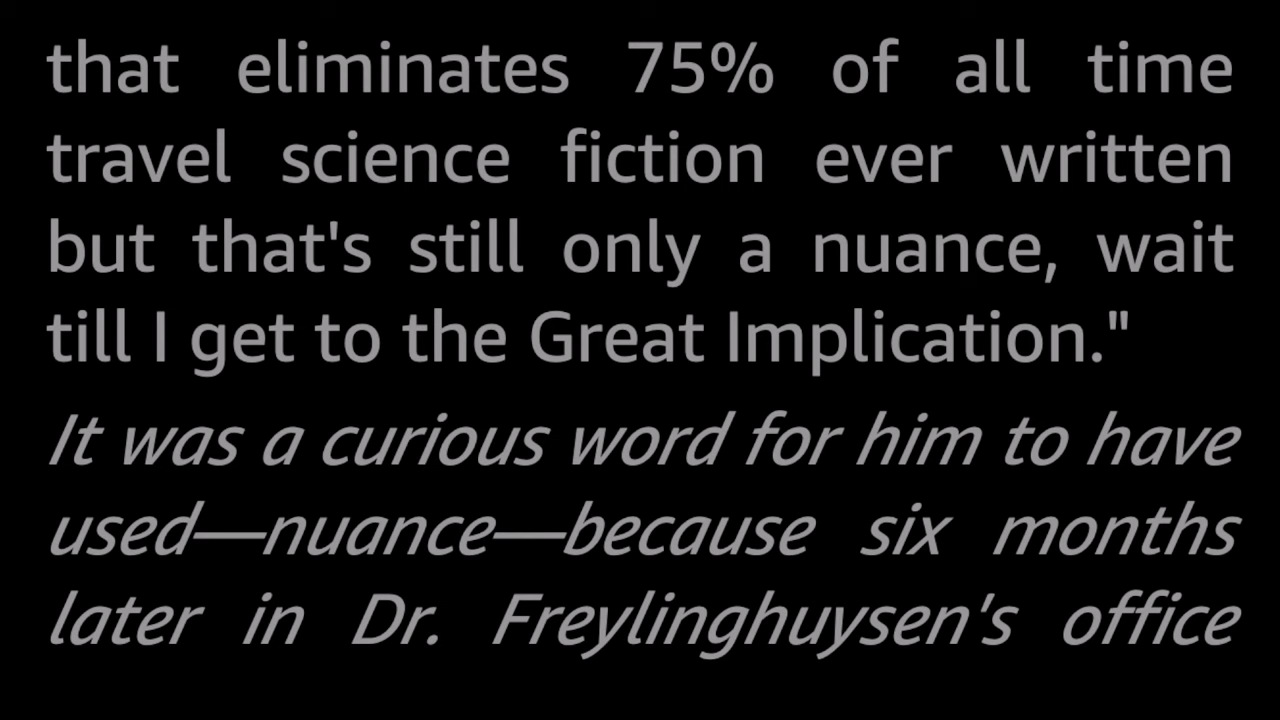 that eliminates 75% of all time
travel science fiction ever written
but that's still only a nuance, wait
till I get to the Great Implication."
It was a curious word for him to have
used—nuance—because six months
later in Dr. Freylinghuysen's office